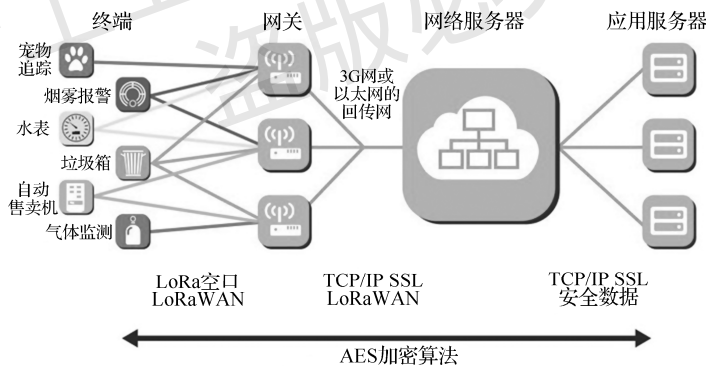 终端
网关
网络服务器
应用服务器
宠物
追踪
烟雾报警
水表
垃圾箱
自动
售卖机
气体监测
3G网或
以太网的
回传网
LoRa空口
LoRaWAN
TCP/IP SSL
LoRaWAN
TCP/IP SSL
安全数据
AES加密算法